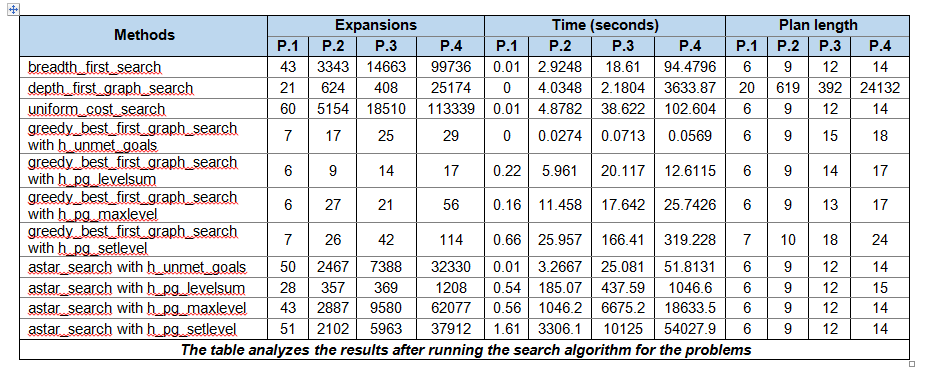 Methods Expansions Time (seconds) Plan length
P.1 P.2 P.3 P.4 P.1 P.2 P.3 P.4 P.1 P.2 P.3 P.4
breadth_first_search 43 3343 14663 99736 0.01 2.9248 18.61 94.4796 6 9 12 14
depth_first_graph_search 21 624 408 25174 0 4.0348 2.1804 3633.87 20 619 392 24132
uniform_cost_search 60 5154 18510 113339 0.01 4.8782 38.622 102.604 6 9 12 14
greedy_best_first_graph_search
with h_unmet_goals 7 17 25 29 0 0.0274 0.0713 0.0569 6 9 15 18
greedy_best_first_graph_search
with h_pg_levelsum 6 9 14 17 0.22 5.961 20.117 12.6115 6 9 14 17
greedy_best_first_graph_search
with h_pg_maxlevel 6 27 21 56 0.16 11.458 17.642 25.7426 6 9 13 17
greedy_best_first_graph_search
with h_pg_setlevel 7 26 42 114 0.66 25.957 166.41 319.228 7 10 18 24
astar_search with h_unmet_goals 50 2467 7388 32330 0.01 3.2667 25.081 51.8131 6 9 12 14
astar_search with h_pg_levelsum 28 357 369 1208 0.54 185.07 437.59 1046.6 6 9 12 15
astar_search with h_pg_maxlevel 43 2887 9580 62077 0.56 1046.2 6675.2 18633.5 6 9 12 14
astar_search with h_pg_setlevel 51 2102 5963 37912 1.61 3306.1 10125 54027.9 6 9 12 14
The table analyzes the results after running the search algorithm for the problems